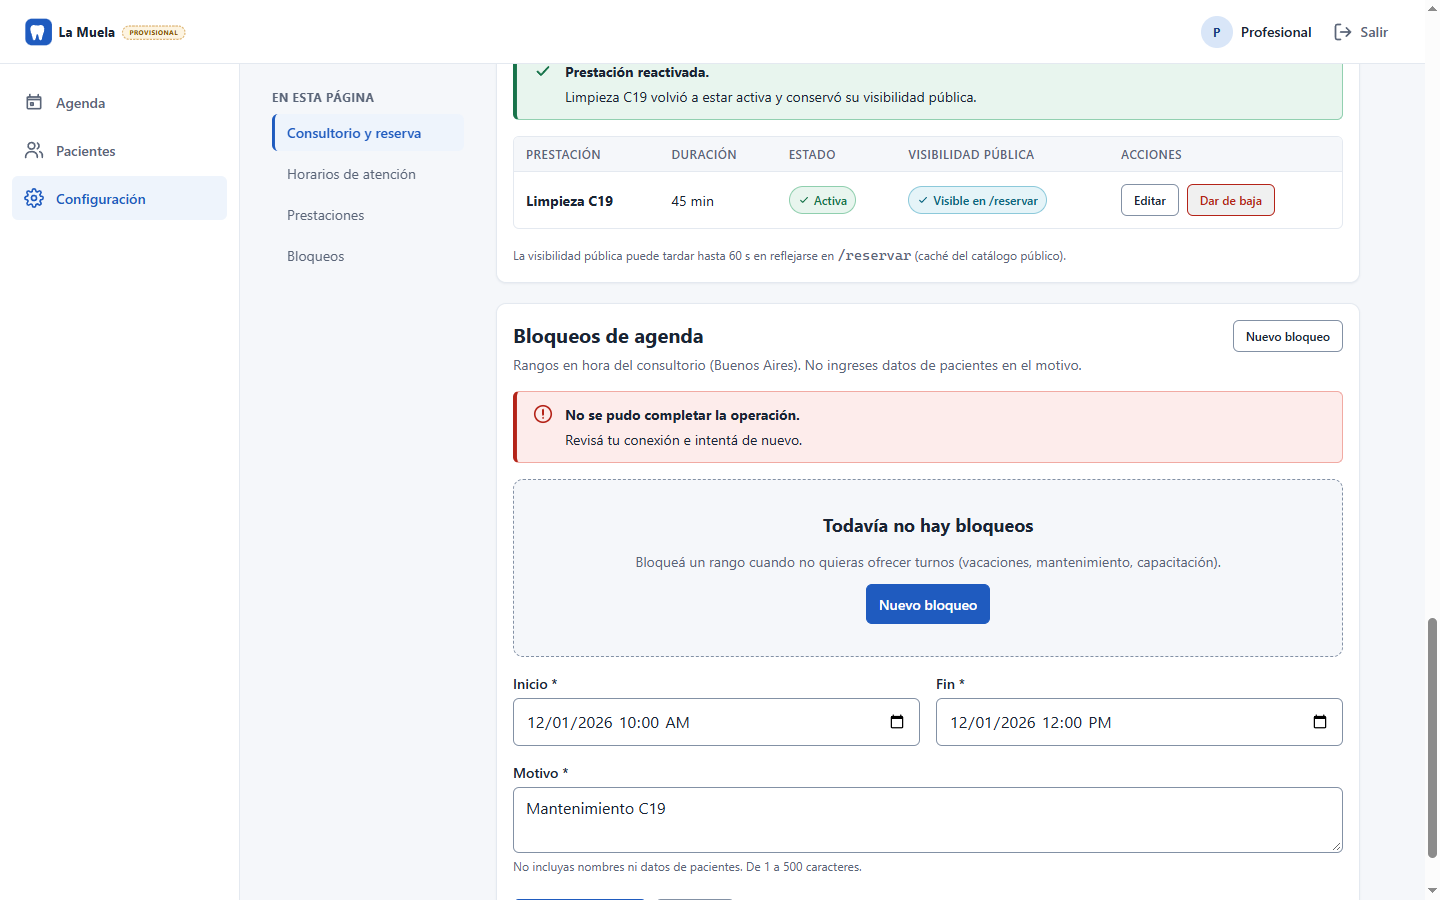 La Muela PROVISIONAL
P Profesional Salir
Agenda
Pacientes
Configuración
EN ESTA PÁGINA
Consultorio y reserva
Horarios de atención
Prestaciones
Bloqueos
Prestación reactivada.
Limpieza C19 volvió a estar activa y conservó su visibilidad pública.
PRESTACIÓN DURACIÓN ESTADO VISIBILIDAD PÚBLICA ACCIONES
Limpieza C19 45 min Activa Visible en /reservar Editar Dar de baja
La visibilidad pública puede tardar hasta 60 s en reflejarse en /reservar (caché del catálogo público).
Bloqueos de agenda
Nuevo bloqueo
Rangos en hora del consultorio (Buenos Aires). No ingreses datos de pacientes en el motivo.
No se pudo completar la operación.
Revisá tu conexión e intentá de nuevo.
Todavía no hay bloqueos
Bloqueá un rango cuando no quieras ofrecer turnos (vacaciones, mantenimiento, capacitación).
Nuevo bloqueo
Inicio * Fin *
12/01/2026 10:00 AM 12/01/2026 12:00 PM
Motivo *
Mantenimiento C19
No incluyas nombres ni datos de pacientes. De 1 a 500 caracteres.